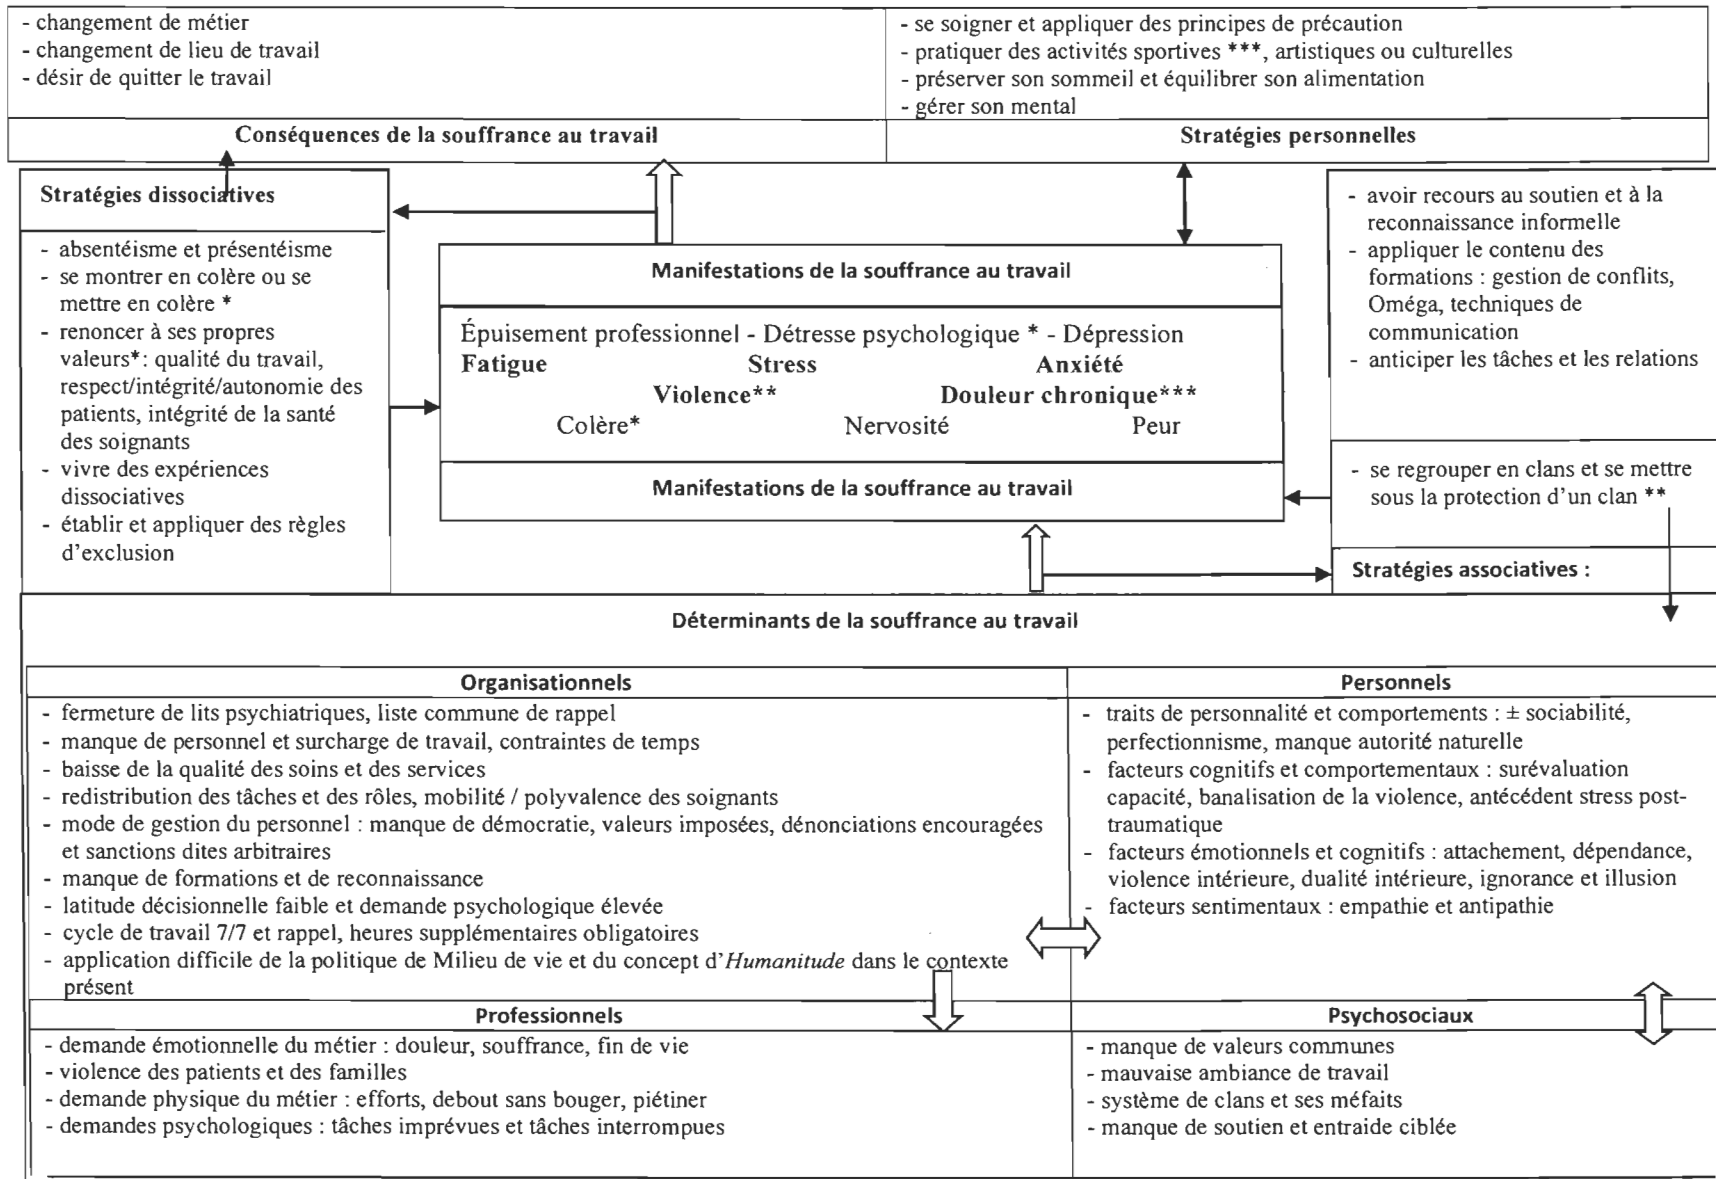 - changement de métier
- changement de lieu de travail
- désir de quitter le travail
- se soigner et appliquer des principes de précaution
- pratiquer des activités sportives ***, artistiques ou culturelles
- préserver son sommeil et équilibrer son alimentation
- gérer son mental
Conséquences de la souffrance au travail
Stratégies personnelles
Stratégies dissociatives
- absentéisme et présentéisme
- se montrer en colère ou se
mettre en colère *
- renoncer à ses propres
valeurs*: qualité du travail,
respect/intégrité/autonomie des
patients, intégrité de la santé
des soignants
- vivre des expériences
dissociatives
- établir et appliquer des règles
d'exclusion
Manifestations de la souffrance au travail
Épuisement professionnel - Détresse psychologique * - Dépression
Fatigue Stress Anxiété
Violence** Douleur chronique***
Colère* Nervosité Peur
Manifestations de la souffrance au travail
- avoir recours au soutien et à la
reconnaissance informelle
- appliquer le contenu des
formations : gestion de conflits,
Oméga, techniques de
communication
- anticiper les tâches et les relations
- se regrouper en clans et se mettre
sous la protection d'un clan **
Stratégies associatives :
Déterminants de la souffrance au travail
Organisationnels
- fermeture de lits psychiatriques, liste commune de rappel
- manque de personnel et surcharge de travail, contraintes de temps
- baisse de la qualité des soins et des services
- redistribution des tâches et des rôles, mobilité / polyvalence des soignants
- mode de gestion du personnel : manque de démocratie, valeurs imposées, dénonciations encouragées
et sanctions dites arbitraires
- manque de formations et de reconnaissance
- latitude décisionnelle faible et demande psychologique élevée
- cycle de travail 7/7 et rappel, heures supplémentaires obligatoires
- application difficile de la politique de Milieu de vie et du concept d'Humanitude dans le contexte
présent
Personnels
- traits de personnalité et comportements : ± sociabilité,
perfectionnisme, manque autorité naturelle
- facteurs cognitifs et comportementaux : surévaluation
capacité, banalisation de la violence, antécédent stress post-
traumatique
- facteurs émotionnels et cognitifs : attachement, dépendance,
violence intérieure, dualité intérieure, ignorance et illusion
- facteurs sentimentaux : empathie et antipathie
Professionnels
- demande émotionnelle du métier : douleur, souffrance, fin de vie
- violence des patients et des familles
- demande physique du métier : efforts, debout sans bouger, piétiner
- demandes psychologiques : tâches imprévues et tâches interrompues
Psychosociaux
- manque de valeurs communes
- mauvaise ambiance de travail
- système de clans et ses méfaits
- manque de soutien et entraide ciblée